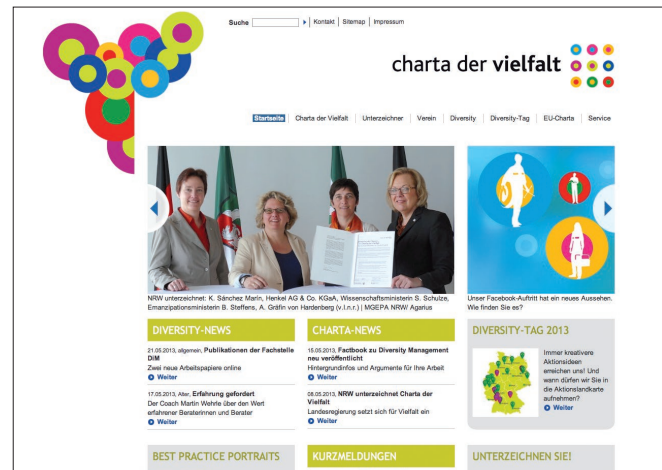 Suche
Kontakt | Sitemap | Impressum
charta der vielfalt
Startseite | Charta der Vielfalt | Unterzeichner | Verein | Diversity | Diversity-Tag | EU-Charta | Service
NRW unterzeichnet: K. Sánchez Marin, Henkel AG & Co. KGaA, Wissenschaftsministerin S. Schulze,
Emanzipationsministerin B. Steffens, A. Gräfin von Hardenberg (v.l.n.r.) | MGEPA NRW/ Agarius
Unser Facebook-Auftritt hat ein neues Aussehen.
Wie finden Sie es?
DIVERSITY-NEWS
21.05.2013, allgemein, Publikationen der Fachstelle
DiM
Zwei neue Arbeitspapiere online
Weiter
17.05.2013, Alter, Erfahrung gefordert
Der Coach Martin Wehrle über den Wert
erfahrener Beraterinnen und Berater
Weiter
CHARTA-NEWS
15.05.2013, Factbook zu Diversity Management
neu veröffentlicht
Hintergrundinfos und Argumente für Ihre Arbeit
Weiter
08.05.2013, NRW unterzeichnet Charta der
Vielfalt
Landesregierung setzt sich für Vielfalt ein
Weiter
DIVERSITY-TAG 2013
Immer kreativere
Aktionsideen
erreichen uns! Und
wann dürfen wir Sie in
die Aktionslandkarte
aufnehmen?
Weiter
BEST PRACTICE PORTRAITS
KURZMELDUNGEN
UNTERZEICHNEN SIE!